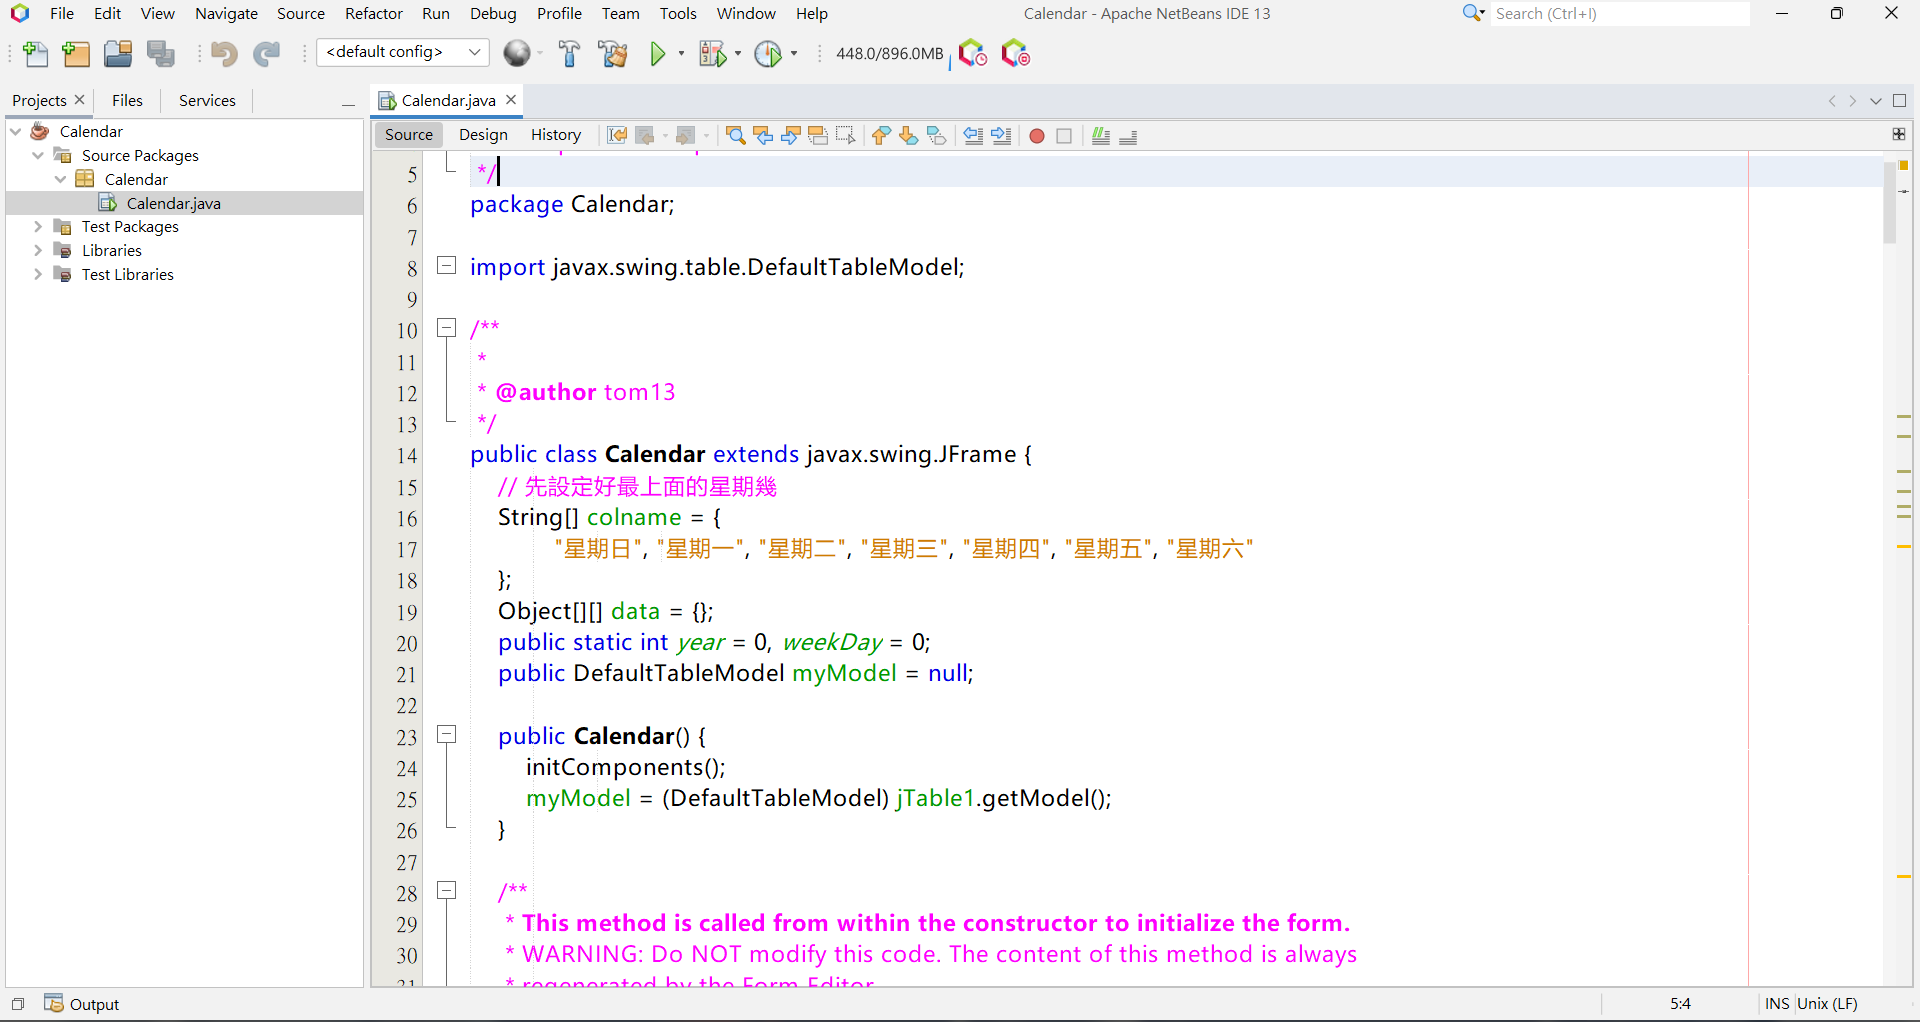 File Edit View Navigate Source Refactor Run Debug Profile Team Tools Window Help
Calendar - Apache NetBeans IDE 13
Search (Ctrl+I)
<default config>
448.0/896.0MB
Projects Files Services
Calendar.java
Calendar
Source Packages
Calendar
Calendar.java
Test Packages
Libraries
Test Libraries
Source Design History
5 */
6 package Calendar;
7
8 import javax.swing.table.DefaultTableModel;
9
10 /**
11 *
12 * @author tom13
13 */
14 public class Calendar extends javax.swing.JFrame {
15 // 先設定好最上面的星期幾
16 String[] colname = {
17 "星期日", "星期一", "星期二", "星期三", "星期四", "星期五", "星期六"
18 };
19 Object[][] data = {};
20 public static int year = 0, weekDay = 0;
21 public DefaultTableModel myModel = null;
22
23 public Calendar() {
24 initComponents();
25 myModel = (DefaultTableModel) jTable1.getModel();
26 }
27
28 /**
29 * This method is called from within the constructor to initialize the form.
30 * WARNING: Do NOT modify this code. The content of this method is always
31 * regenerated by the Form Editor
Output
5:4
INS
Unix (LF)